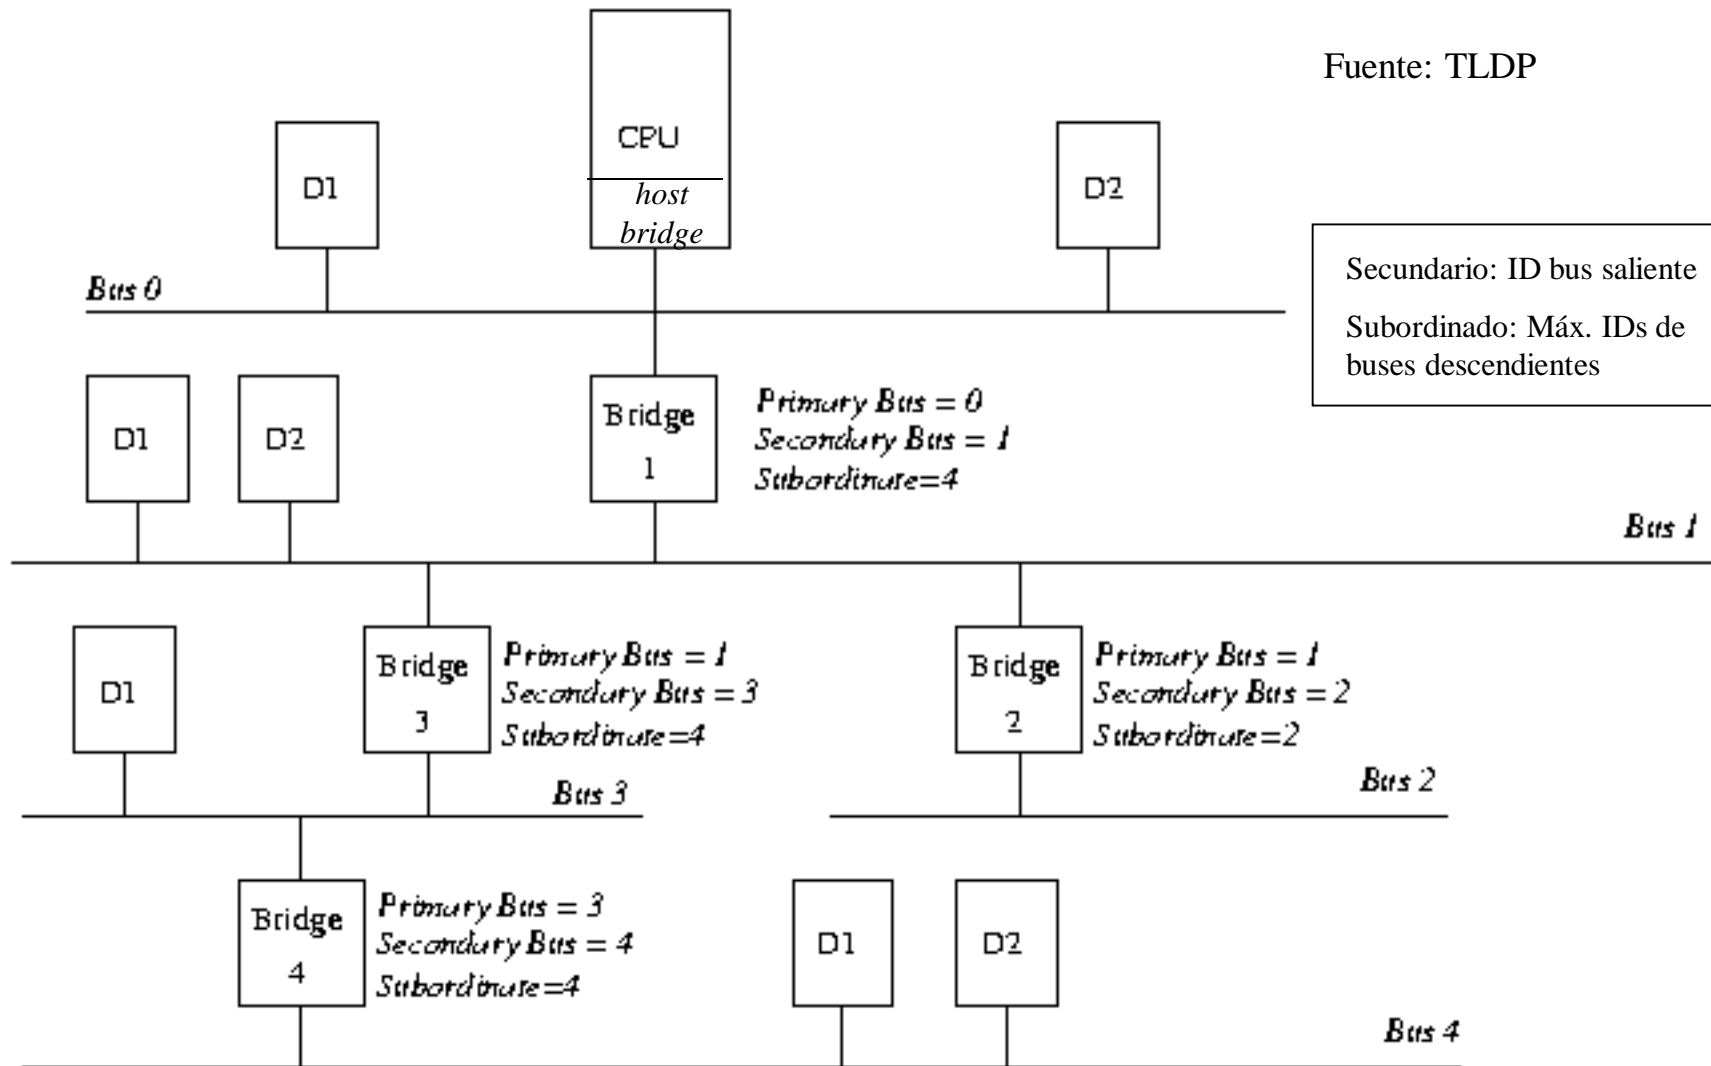 Fuente: TLDP
CPU
host
bridge
D1
D2
Bus 0
Secundario: ID bus saliente
Subordinado: Máx. IDs de
buses descendientes
D1
D2
Bridge
1
Primary Bus = 0
Secondary Bus = 1
Subordinate=4
Bus 1
D1
Bridge
3
Primary Bus = 1
Secondary Bus = 3
Subordinate=4
Bridge
2
Primary Bus = 1
Secondary Bus = 2
Subordinate=2
Bus 3
Bus 2
Bridge
4
Primary Bus = 3
Secondary Bus = 4
Subordinate=4
D1
D2
Bus 4